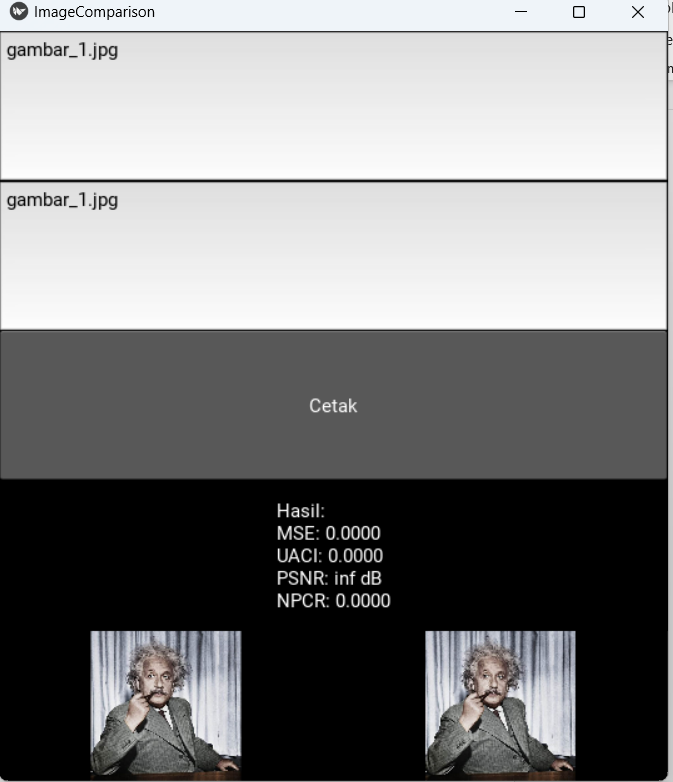 ImageComparison
gambar_1.jpg
gambar_1.jpg
Cetak
Hasil:
MSE: 0.0000
UACI: 0.0000
PSNR: inf dB
NPCR: 0.0000